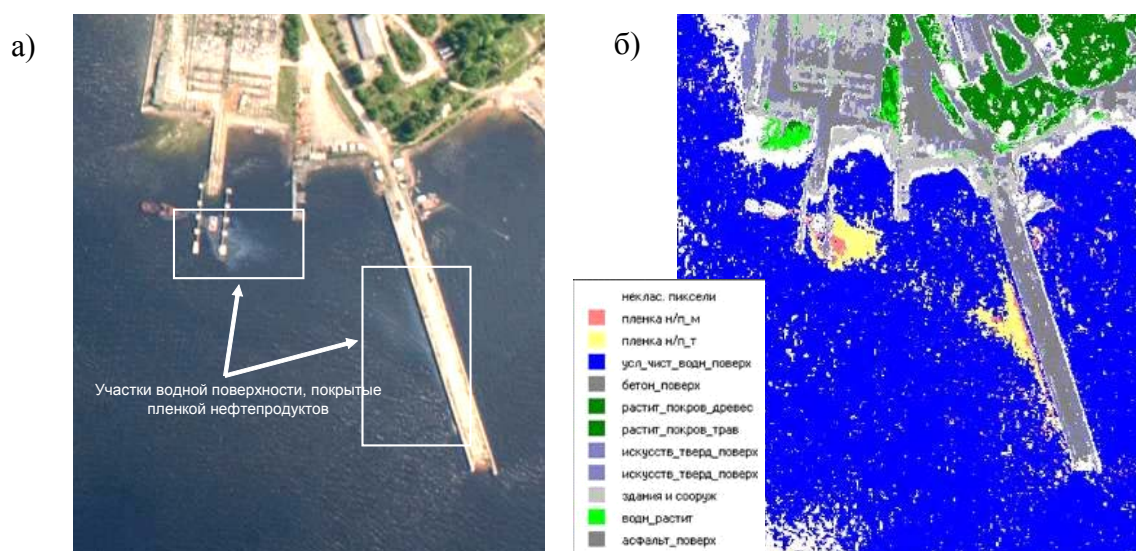 а)
б)
Участки водной поверхности, покрытые
пленкой нефтепродуктов
неклас. пиксели
пленка н/п_м
пленка н/п_т
усл_чист_водн_поверх
бетон_поверх
растит_покров_древес
растит_покров_трав
искусств_тверд_поверх
искусств_тверд_поверх
здания и сооруж
водн_растит
асфальт_поверх